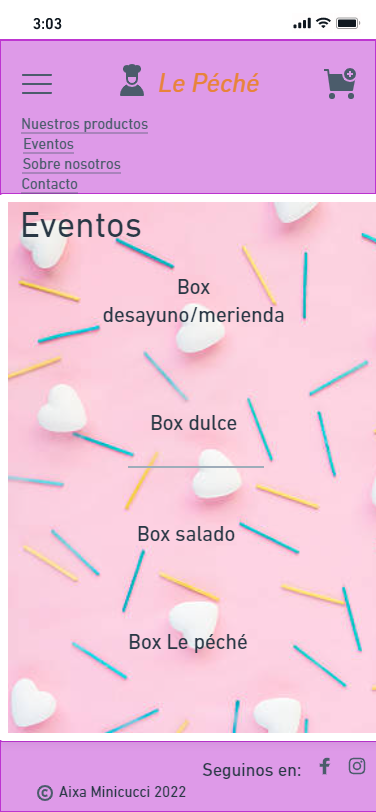 3:03
Le Péché
Nuestros productos
Eventos
Sobre nosotros
Contacto
Eventos
Box
desayuno/merienda
Box dulce
Box salado
Box Le péché
Seguinos en:
© Aixa Minicucci 2022